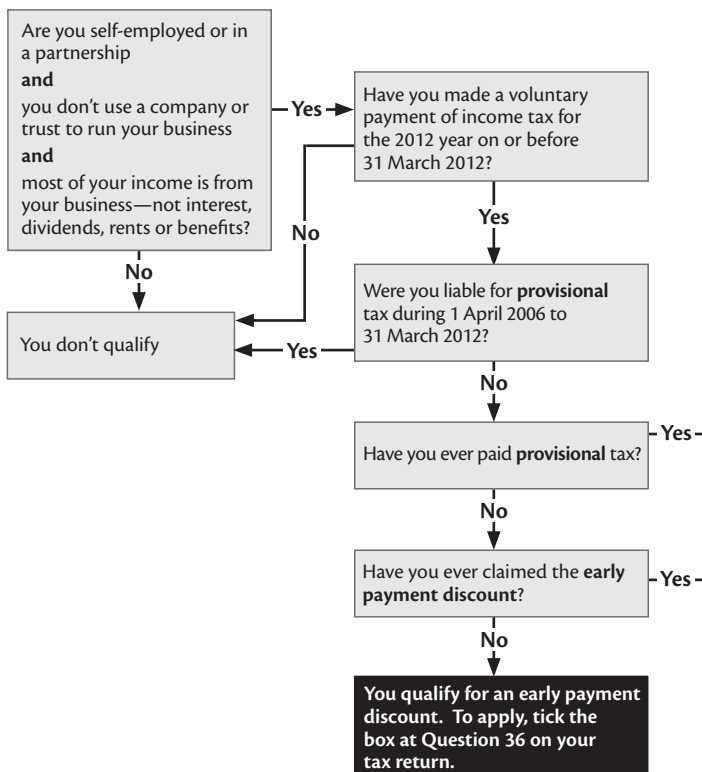 Are you self-employed or in
a partnership
and
you don’t use a company or
trust to run your business
and
most of your income is from
your business—not interest,
dividends, rents or benefits?
Yes
Have you made a voluntary
payment of income tax for
the 2012 year on or before
31 March 2012?
No
No
Yes
You don’t qualify
Were you liable for provisional
tax during 1 April 2006 to
31 March 2012?
Yes
No
Have you ever paid provisional tax?
Yes
No
Have you ever claimed the early
payment discount?
Yes
No
You qualify for an early payment
discount. To apply, tick the
box at Question 36 on your
tax return.